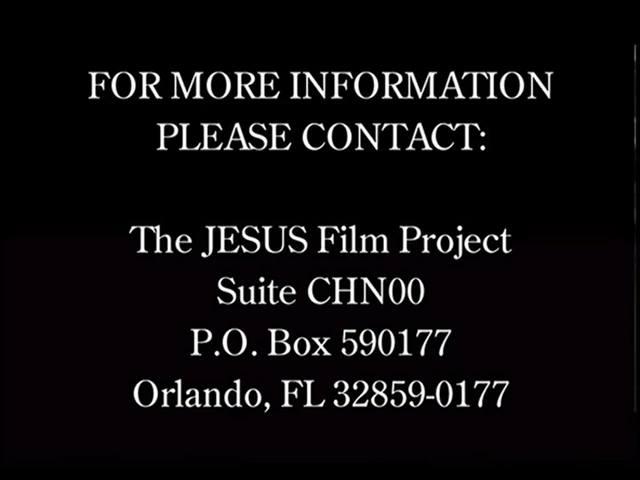 FOR MORE INFORMATION
PLEASE CONTACT:
The JESUS Film Project
Suite CHN00
P.O. Box 590177
Orlando, FL 32859-0177